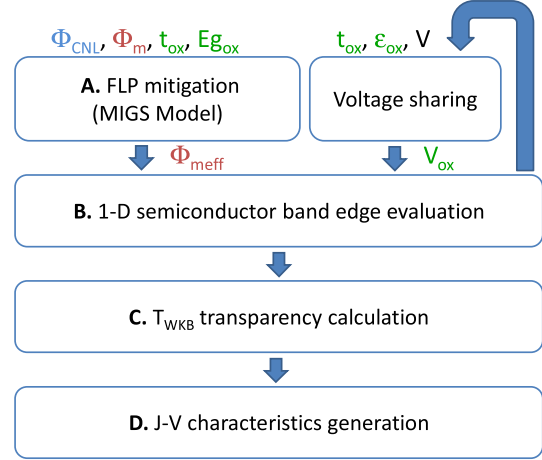 ΦCNL, Φm, tox, Egox
tox, εox, V
A. FLP mitigation
(MIGS Model)
Voltage sharing
Φmeff
Vox
B. 1-D semiconductor band edge evaluation
C. TWKB transparency calculation
D. J-V characteristics generation